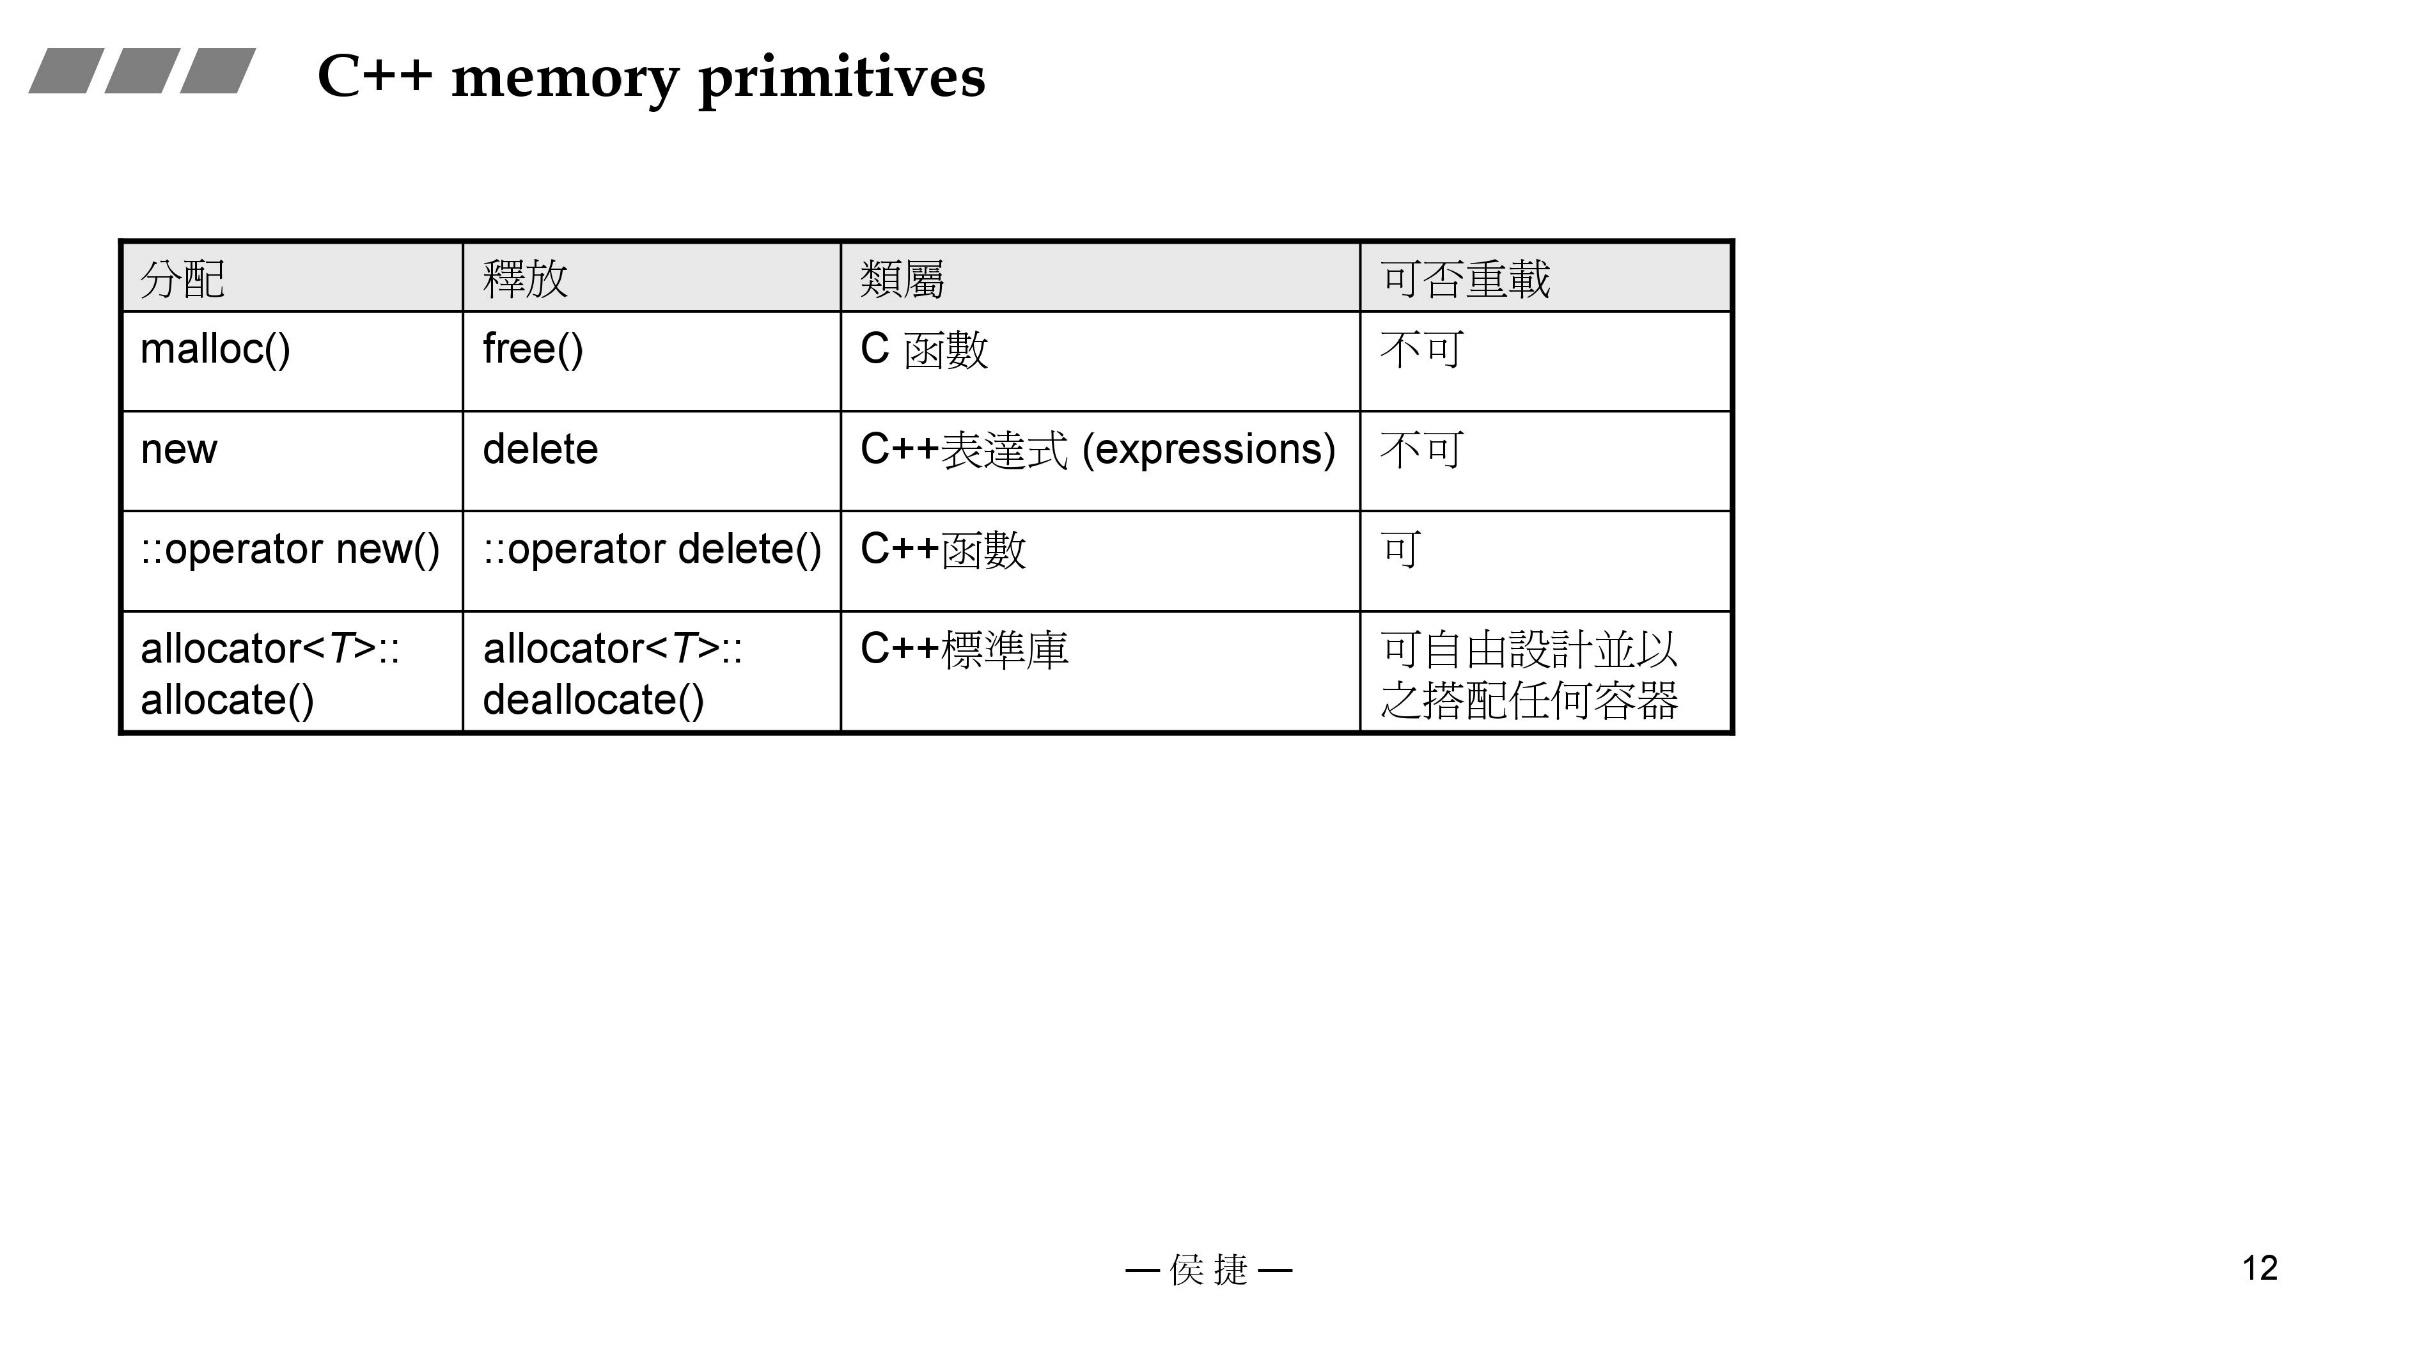 C++ memory primitives
分配 釋放 類屬 可否重載
malloc() free() C 函數 不可
new delete C++表達式 (expressions) 不可
::operator new() ::operator delete() C++函數 可
allocator<T>:: allocator<T>:: C++標準庫 可自由設計並以
allocate() deallocate() 之搭配任何容器
— 侯 捷 —
12